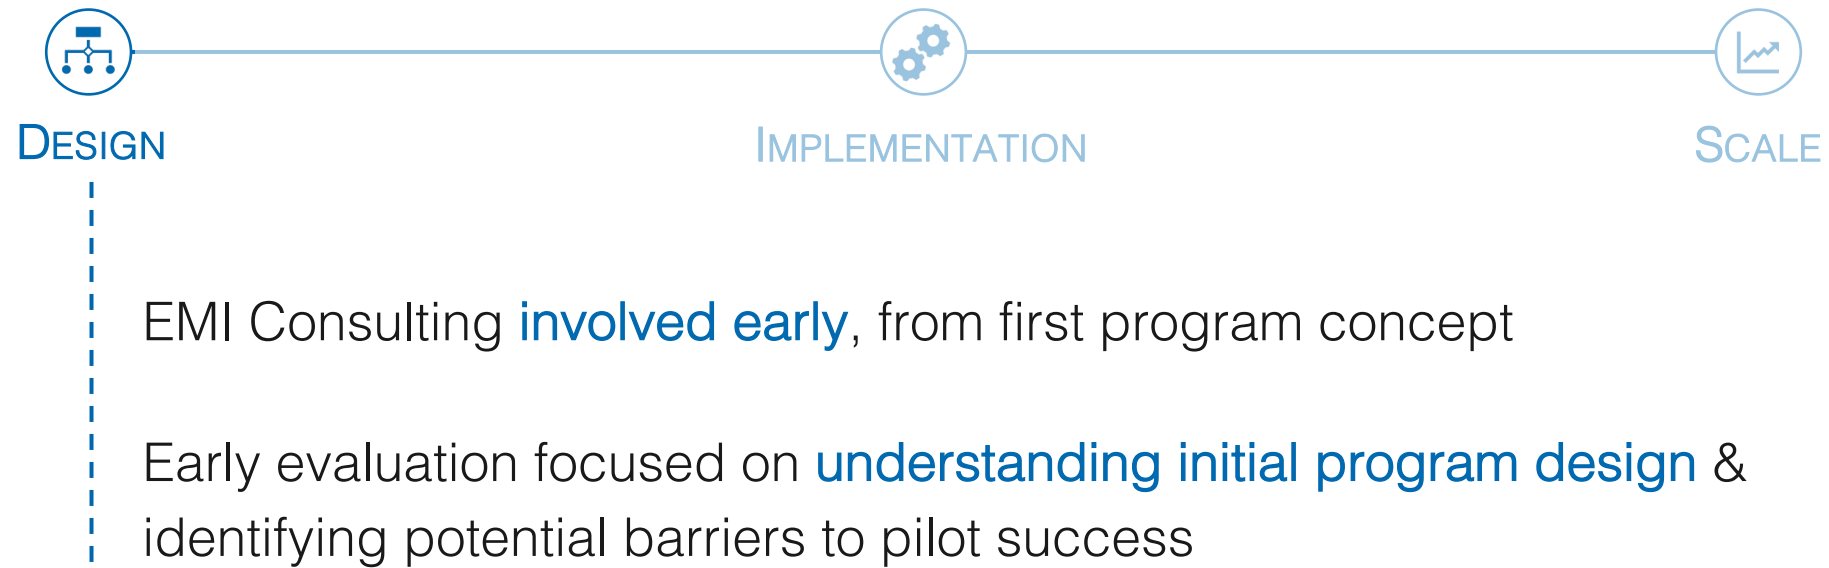 DESIGN IMPLEMENTATION SCALE
EMI Consulting involved early, from first program concept
Early evaluation focused on understanding initial program design &
identifying potential barriers to pilot success